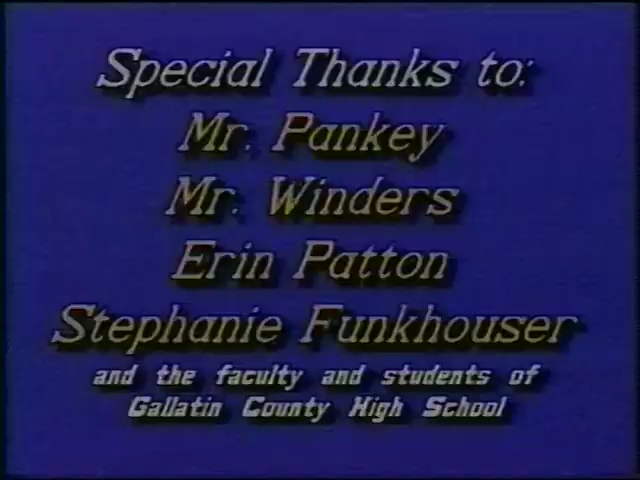 Special Thanks to:
Mr. Pankey
Mr. Winders
Erin Patton
Stephanie Funkhouser
and the faculty and students of
Gallatin County High School